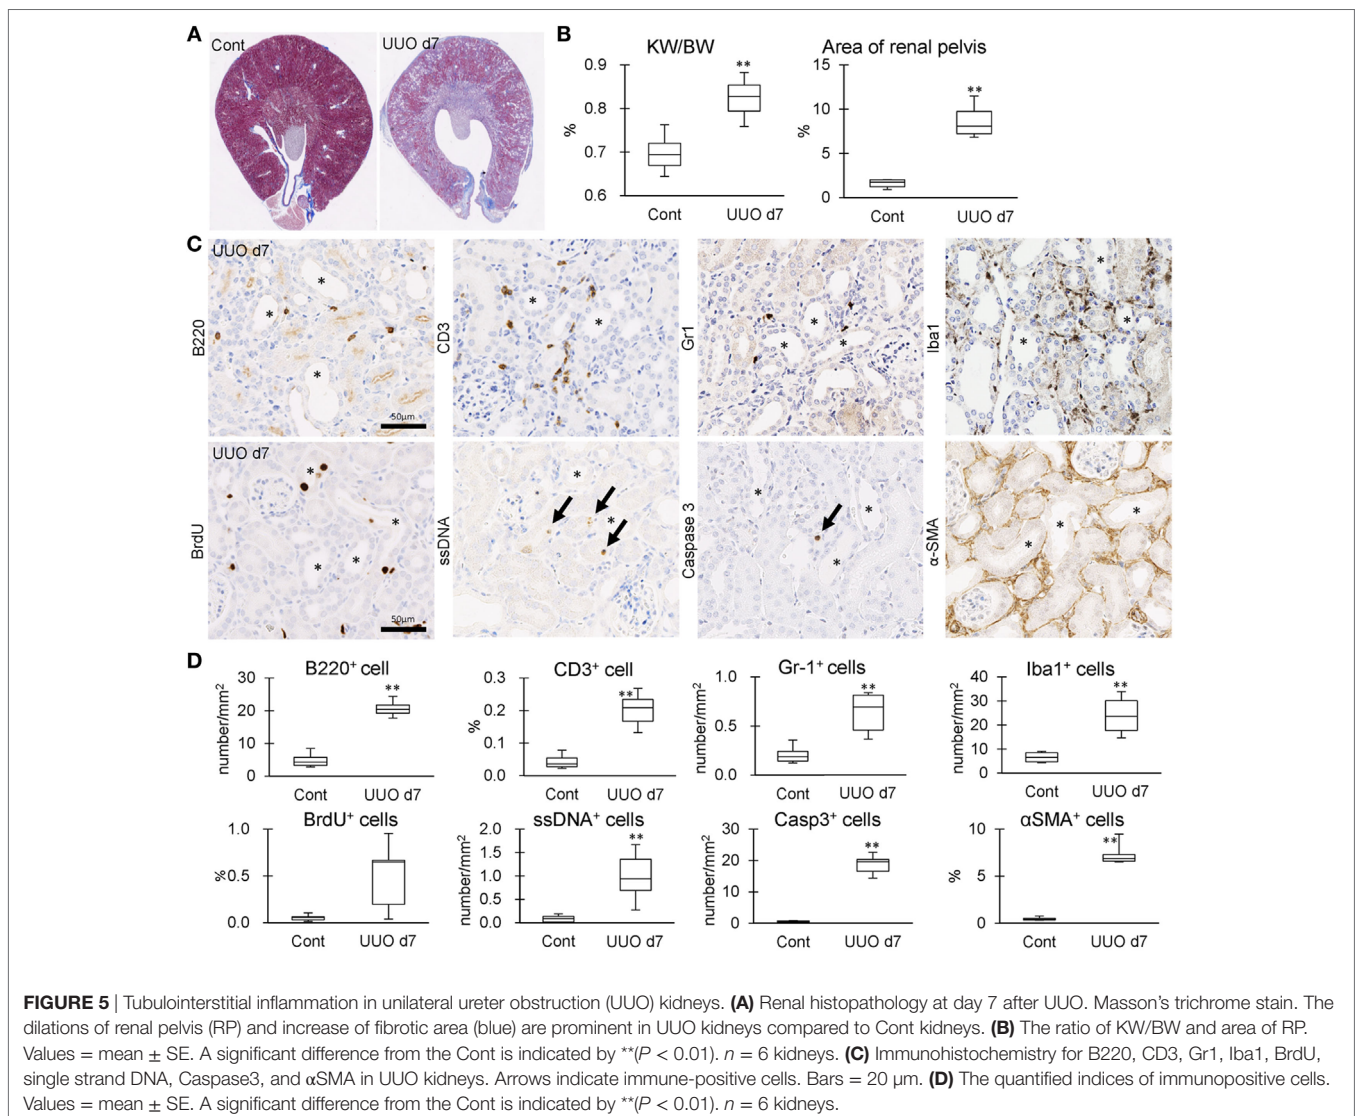 A
Cont
UUO d7
B
KW/BW
0.9
**
0.8
%
0.7
0.6
Cont
UUO d7
Area of renal pelvis
15
**
10
%
5
0
Cont
UUO d7
C
UUO d7
B220
*
*
*
50µm
CD3
*
*
Gr1
*
*
*
Iba1
*
*
*
*
UUO d7
BrdU
*
*
*
*
50µm
ssDNA
*
*
Caspase 3
*
*
*
α-SMA
*
*
*
D
B220⁺ cell
number/mm²
30
**
20
10
0
Cont
UUO d7
CD3⁺ cell
%
0.3
**
0.2
0.1
0.0
Cont
UUO d7
Gr-1⁺ cells
number/mm²
1.0
**
0.5
0.0
Cont
UUO d7
Iba1⁺ cells
number/mm²
40
**
30
20
10
0
Cont
UUO d7
BrdU⁺ cells
%
1.0
0.5
0.0
Cont
UUO d7
ssDNA⁺ cells
number/mm²
2.0
**
1.5
1.0
0.5
0.0
Cont
UUO d7
Casp3⁺ cells
number/mm²
30
**
20
10
0
Cont
UUO d7
αSMA⁺ cells
%
10
**
5
0
Cont
UUO d7
FIGURE 5 | Tubulointerstitial inflammation in unilateral ureter obstruction (UUO) kidneys. (A) Renal histopathology at day 7 after UUO. Masson's trichrome stain. The
dilations of renal pelvis (RP) and increase of fibrotic area (blue) are prominent in UUO kidneys compared to Cont kidneys. (B) The ratio of KW/BW and area of RP.
Values = mean ± SE. A significant difference from the Cont is indicated by **(P < 0.01). n = 6 kidneys. (C) Immunohistochemistry for B220, CD3, Gr1, Iba1, BrdU,
single strand DNA, Caspase3, and αSMA in UUO kidneys. Arrows indicate immune-positive cells. Bars = 20 µm. (D) The quantified indices of immunopositive cells.
Values = mean ± SE. A significant difference from the Cont is indicated by **(P < 0.01). n = 6 kidneys.